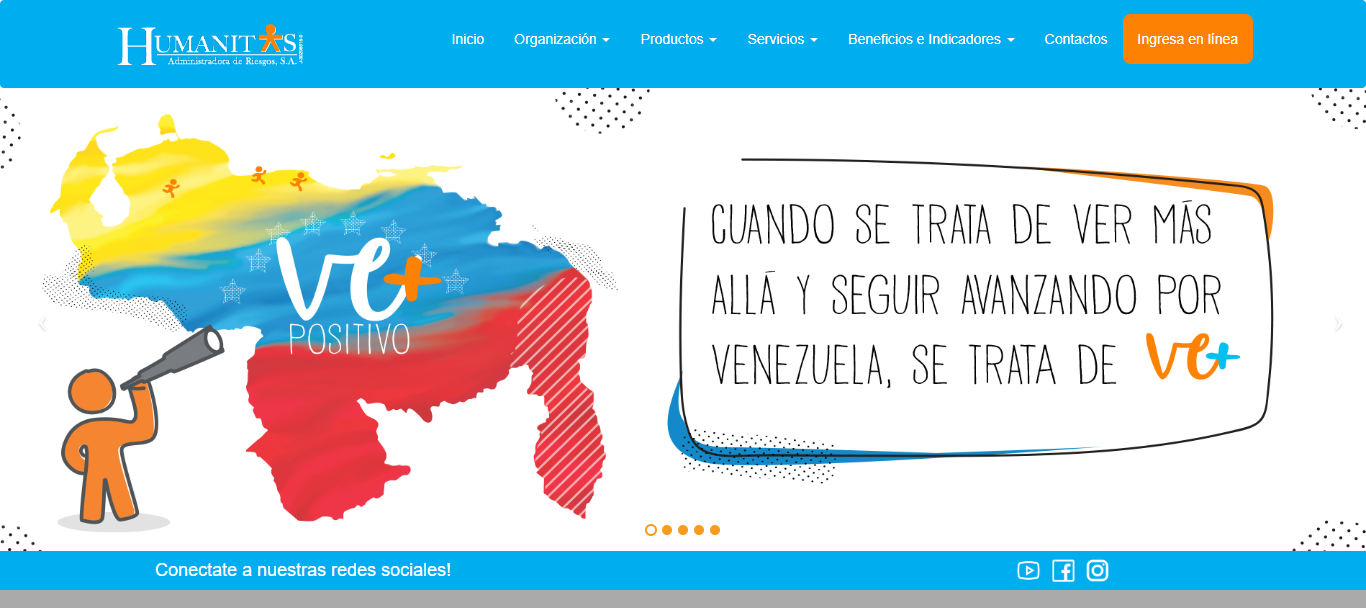 HUMANITAS
Administradora de Riesgos, S.A.
Inicio
Organización
Productos
Servicios
Beneficios e Indicadores
Contactos
Ingresa en línea
ve+
POSITIVO
CUANDO SE TRATA DE VER MÁS
ALLÁ Y SEGUIR AVANZANDO POR
VENEZUELA, SE TRATA DE ve+
Conectate a nuestras redes sociales!